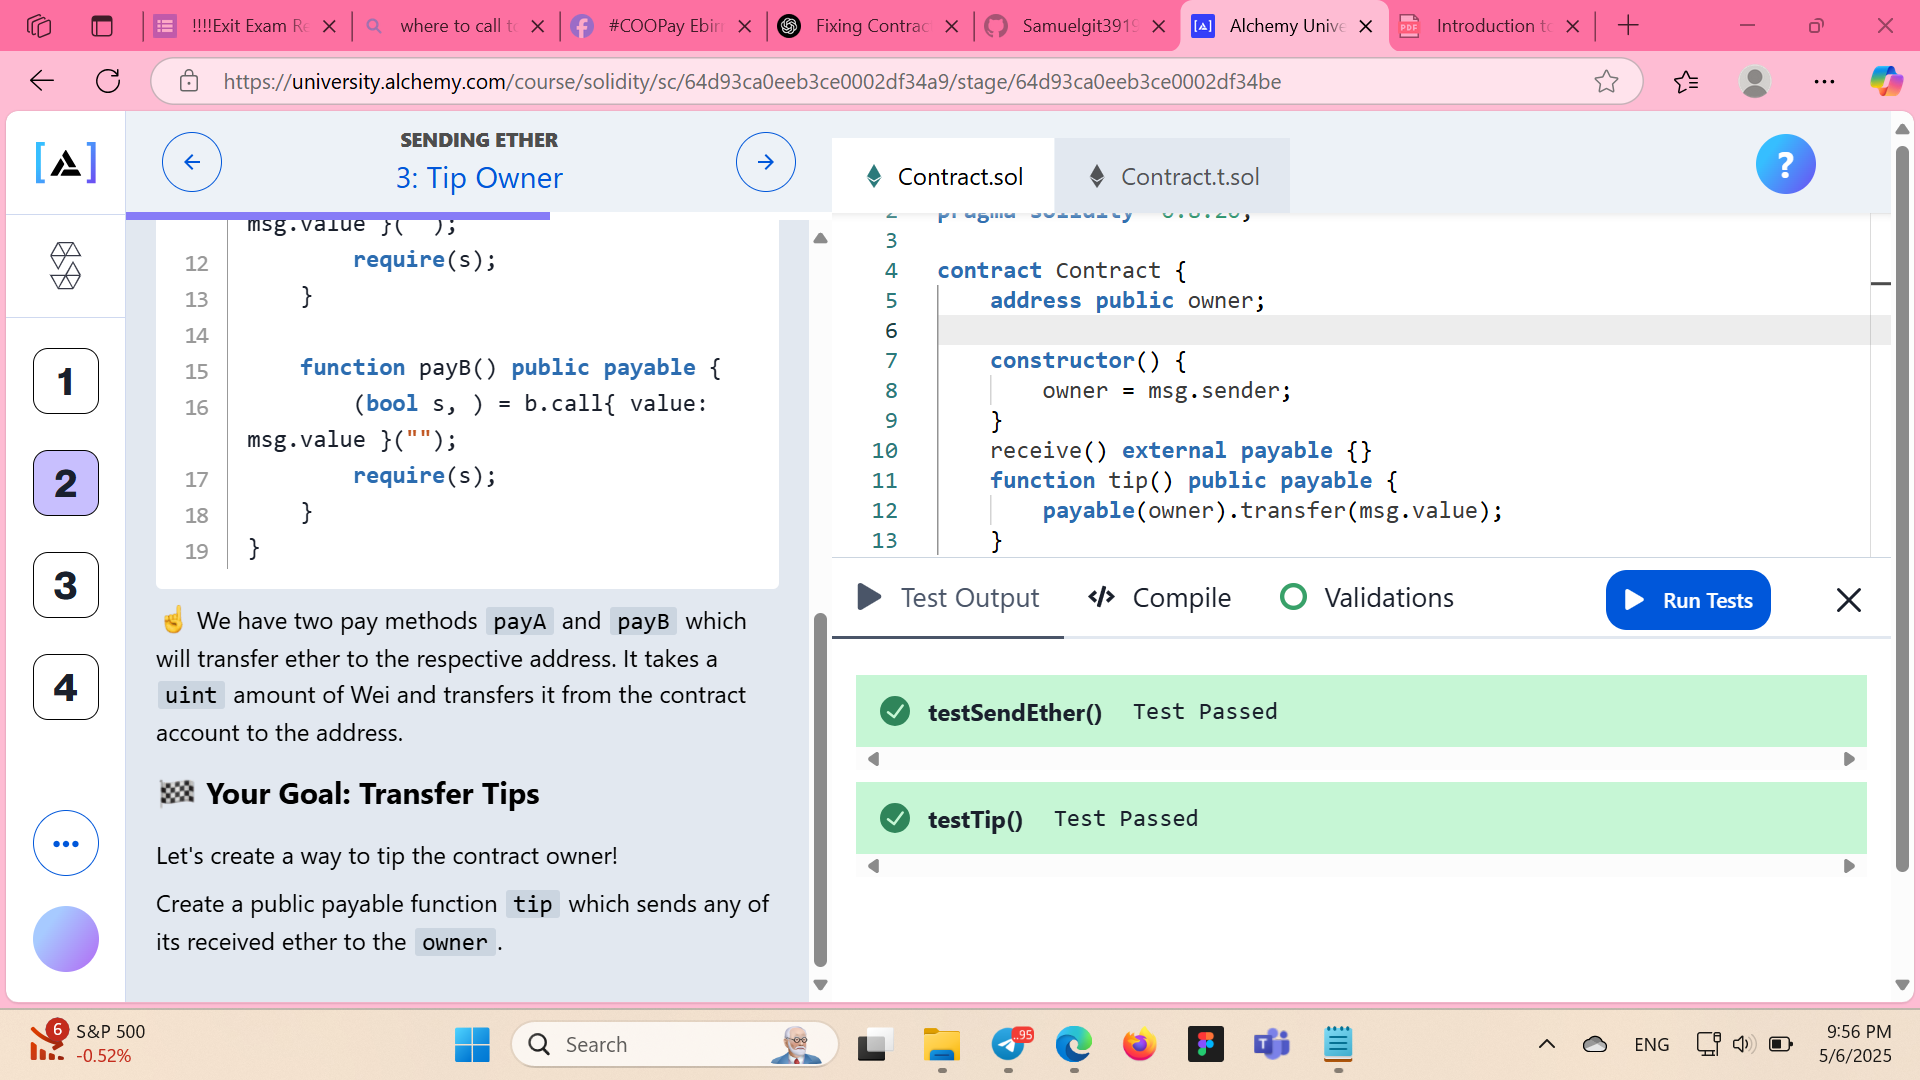 !!!!Exit Exam Re
where to call to
#COOPay Ebir
Fixing Contrac
Samuelgit3919
Alchemy Unive
Introduction to
https://university.alchemy.com/course/solidity/sc/64d93ca0eeb3ce0002df34a9/stage/64d93ca0eeb3ce0002df34be
SENDING ETHER
3: Tip Owner
1
2
3
4
msg.value }("");
12 require(s);
13 }
14
15 function payB() public payable {
16 (bool s, ) = b.call{ value:
msg.value }("");
17 require(s);
18 }
19 }
☝ We have two pay methods payA and payB which
will transfer ether to the respective address. It takes a
uint amount of Wei and transfers it from the contract
account to the address.
🏁 Your Goal: Transfer Tips
Let's create a way to tip the contract owner!
Create a public payable function tip which sends any of
its received ether to the owner .
Contract.sol
Contract.t.sol
?
2 pragma solidity ^0.8.20;
3
4 contract Contract {
5 address public owner;
6
7 constructor() {
8 owner = msg.sender;
9 }
10 receive() external payable {}
11 function tip() public payable {
12 payable(owner).transfer(msg.value);
13 }
Test Output
Compile
Validations
Run Tests
testSendEther() Test Passed
testTip() Test Passed
6
S&P 500
-0.52%
Search
..95
ENG
9:56 PM
5/6/2025